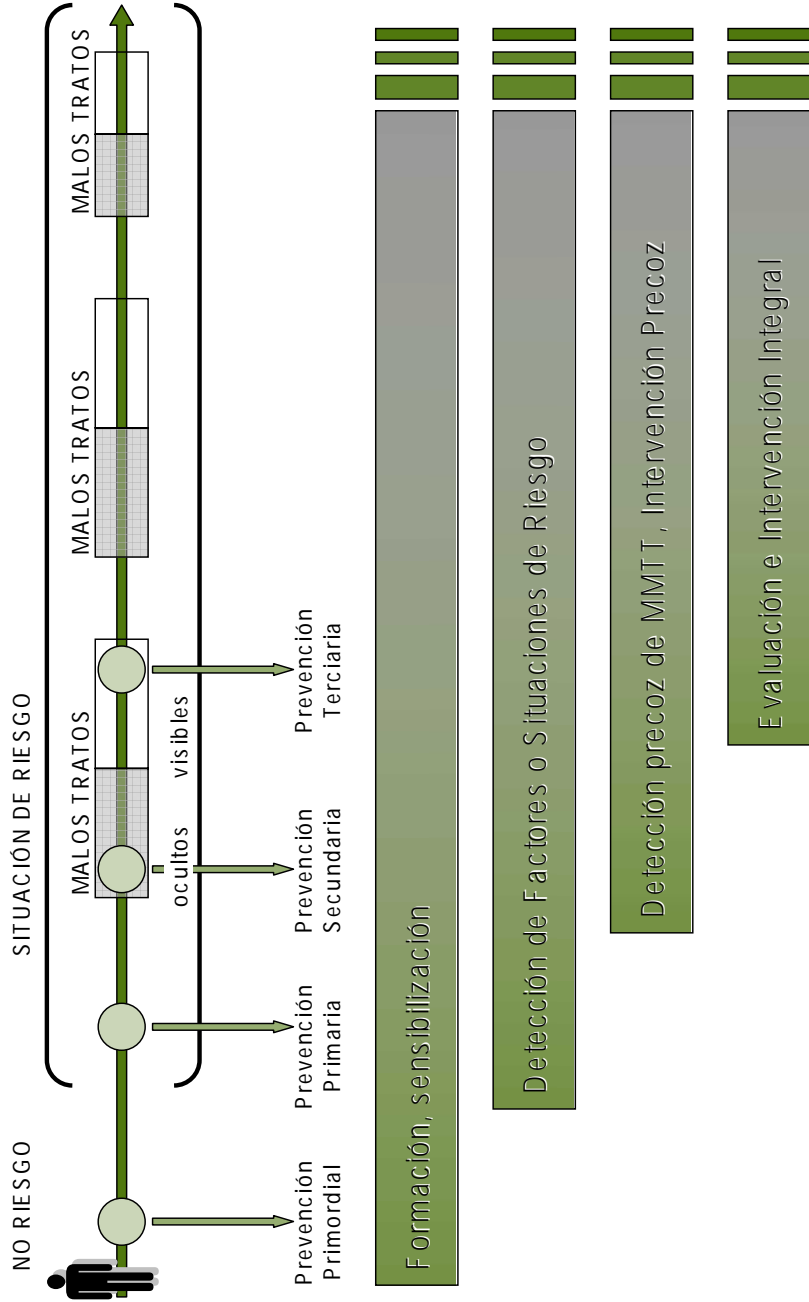 NO RIESGO
SITUACIÓN DE RIESGO
MALOS TRATOS
MALOS TRATOS
MALOS TRATOS
ocultos
visibles
Prevención
Primordial
Prevención
Primaria
Prevención
Secundaria
Prevención
Terciaria
Formación, sensibilización
Detección de Factores o Situaciones de Riesgo
Detección precoz de MMTT, Intervención Precoz
Evaluación e Intervención Integral